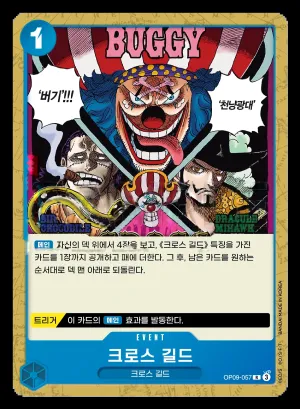 1
BUGGY
'버기'!!!
'천냥광대'
SIR
CROCODILE
DRACULE
MIHAWK
메인 자신의 덱 위에서 4장을 보고, 《크로스 길드》 특징을 가진
카드를 1장까지 공개하고 패에 더한다. 그 후, 남은 카드를 원하는
순서대로 덱 맨 아래로 되돌린다.
트리거 이 카드의 메인 효과를 발동한다.
EVENT
크로스 길드
크로스 길드
OP09-057 R 3